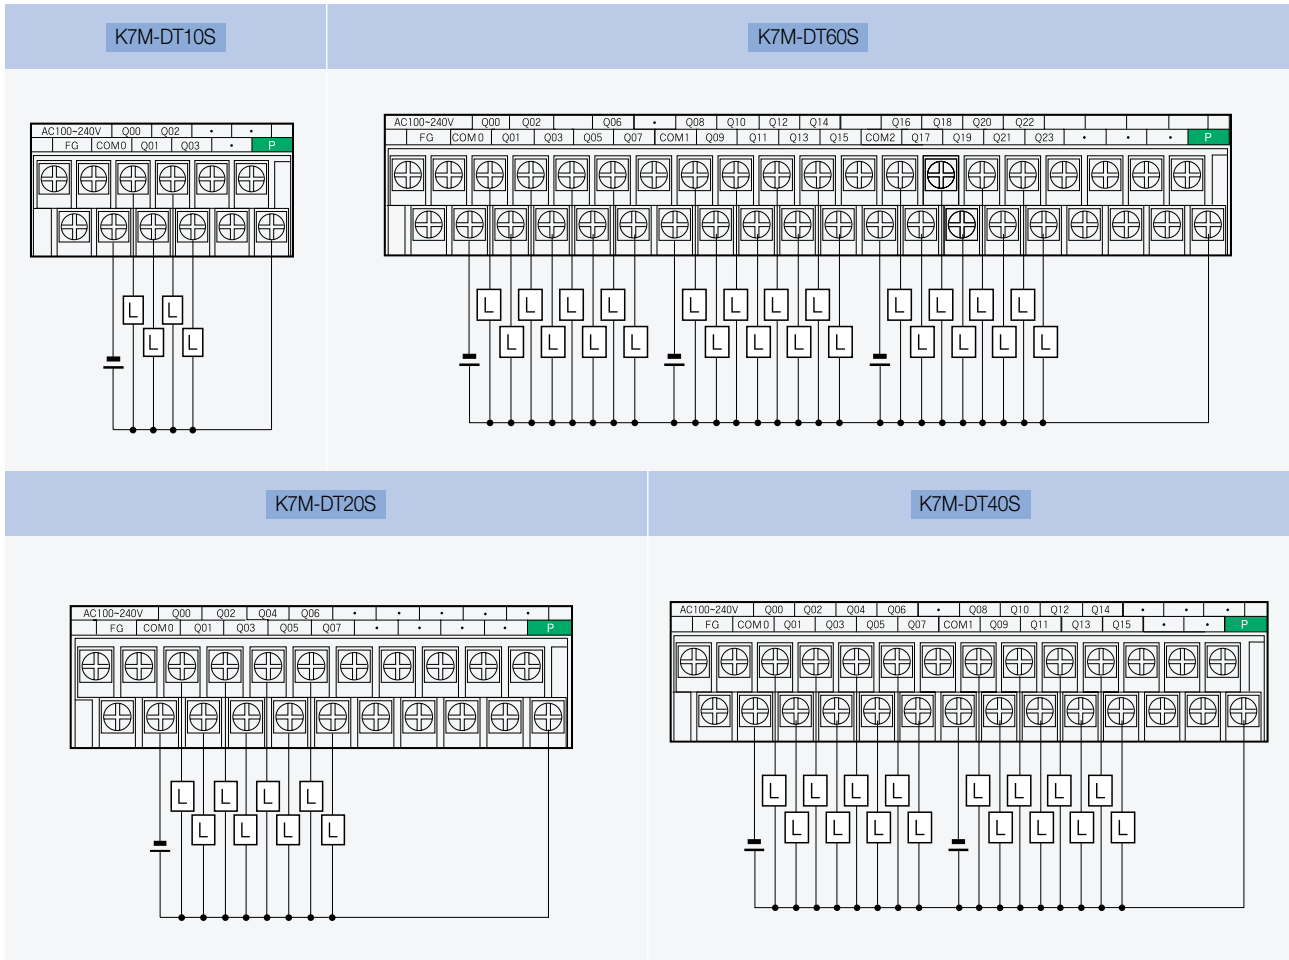 K7M-DT10S
K7M-DT60S
AC100~240V Q00 Q02 • •
FG COM0 Q01 Q03 • P
L L
L L
AC100~240V Q00 Q02 Q06 • Q08 Q10 Q12 Q14 Q16 Q18 Q20 Q22
FG COM0 Q01 Q03 Q05 Q07 COM1 Q09 Q11 Q13 Q15 COM2 Q17 Q19 Q21 Q23 • • • P
L L L L L L L L L L L L
L L L L L L L L L L L L
K7M-DT20S
K7M-DT40S
AC100~240V Q00 Q02 Q04 Q06 • • • • •
FG COM0 Q01 Q03 Q05 Q07 • • • • P
L L L L
L L L L
AC100~240V Q00 Q02 Q04 Q06 • Q08 Q10 Q12 Q14 • • •
FG COM0 Q01 Q03 Q05 Q07 COM1 Q09 Q11 Q13 Q15 • • P
L L L L L L L L
L L L L L L L L